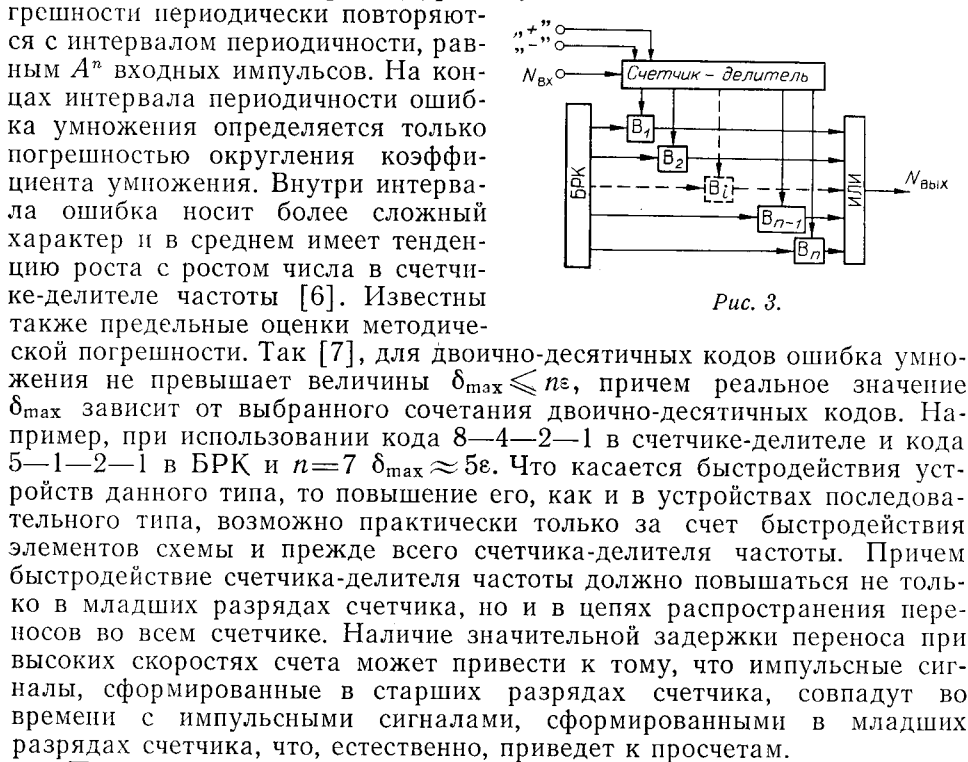 грешности периодически повторяют-
ся с интервалом периодичности, рав-
ным Aⁿ входных импульсов. На кон-
цах интервала периодичности ошиб-
ка умножения определяется только
погрешностью округления коэффи-
циента умножения. Внутри интерва-
ла ошибка носит более сложный
характер и в среднем имеет тенден-
цию роста с ростом числа в счетчи-
ке-делителе частоты [6]. Известны
также предельные оценки методиче-
„+”
„−”
Nвх
Счетчик-делитель
В₁
В₂
Вᵢ
Вₙ₋₁
Вₙ
БРК
ИЛИ
Nвых
Рис. 3.
ской погрешности. Так [7], для двоично-десятичных кодов ошибка умно-
жения не превышает величины δmax ⩽ nε, причем реальное значение
δmax зависит от выбранного сочетания двоично-десятичных кодов. На-
пример, при использовании кода 8—4—2—1 в счетчике-делителе и кода
5—1—2—1 в БРК и n=7 δmax ≈ 5ε. Что касается быстродействия уст-
ройств данного типа, то повышение его, как и в устройствах последова-
тельного типа, возможно практически только за счет быстродействия
элементов схемы и прежде всего счетчика-делителя частоты. Причем
быстродействие счетчика-делителя частоты должно повышаться не толь-
ко в младших разрядах счетчика, но и в цепях распространения пере-
носов во всем счетчике. Наличие значительной задержки переноса при
высоких скоростях счета может привести к тому, что импульсные сиг-
налы, сформированные в старших разрядах счетчика, совпадут во
времени с импульсными сигналами, сформированными в младших
разрядах счетчика, что, естественно, приведет к просчетам.